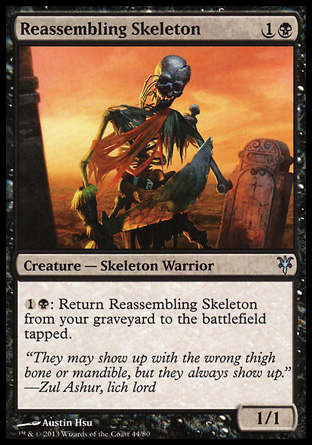 Reassembling Skeleton 1
Creature — Skeleton Warrior
1 : Return Reassembling Skeleton
from your graveyard to the battlefield
tapped.
“They may show up with the wrong thigh
bone or mandible, but they always show up.”
—Zul Ashur, lich lord
Austin Hsu
™ & © 2013 Wizards of the Coast 44/80
1/1